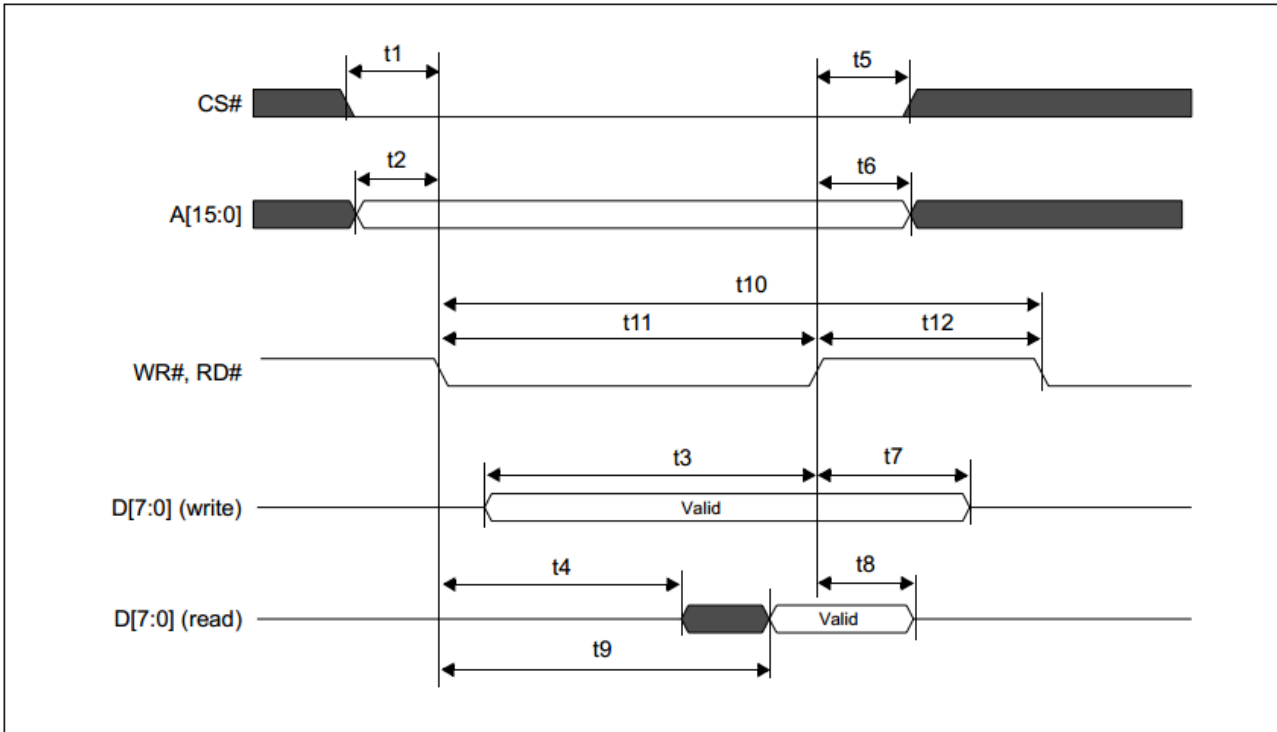 t1
t5
CS#
t2
t6
A[15:0]
t10
t11
t12
WR#, RD#
t3
t7
D[7:0] (write)
Valid
t4
t8
D[7:0] (read)
Valid
t9